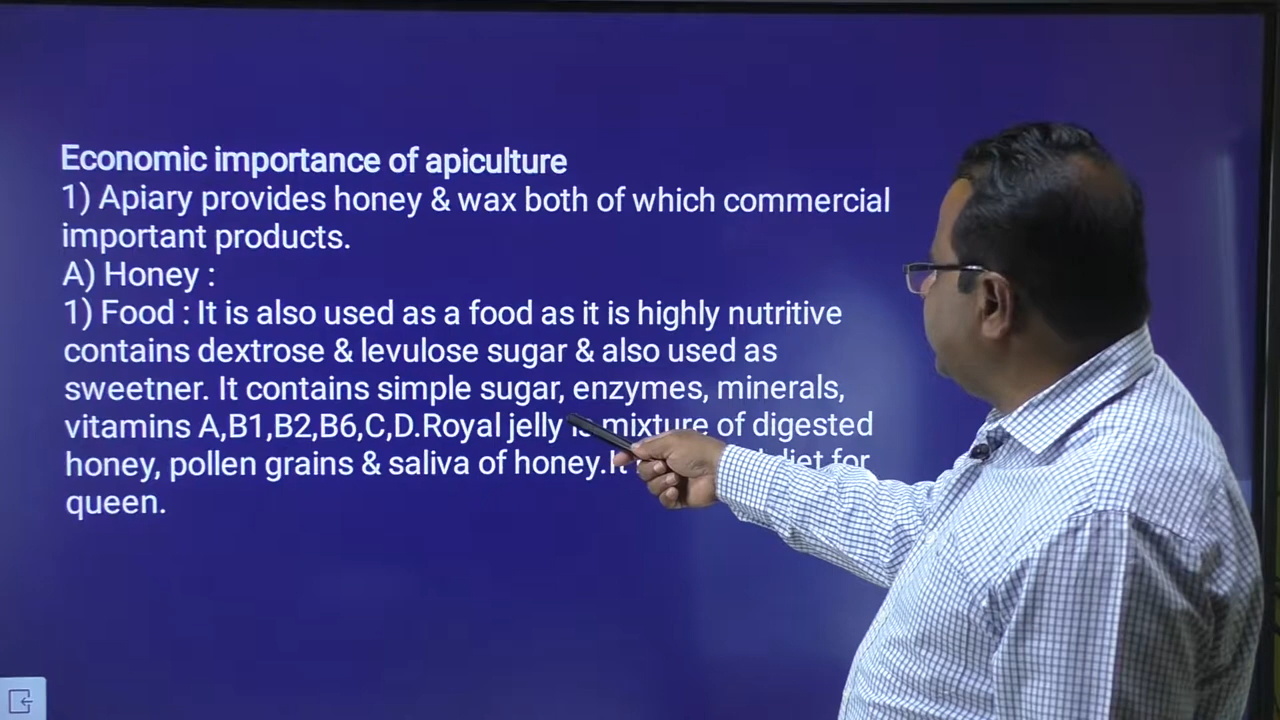 Economic importance of apiculture
1) Apiary provides honey & wax both of which commercial
important products.
A) Honey :
1) Food : It is also used as a food as it is highly nutritive
contains dextrose & levulose sugar & also used as
sweetner. It contains simple sugar, enzymes, minerals,
vitamins A,B1,B2,B6,C,D.Royal jelly is mixture of digested
honey, pollen grains & saliva of honey.It diet for
queen.